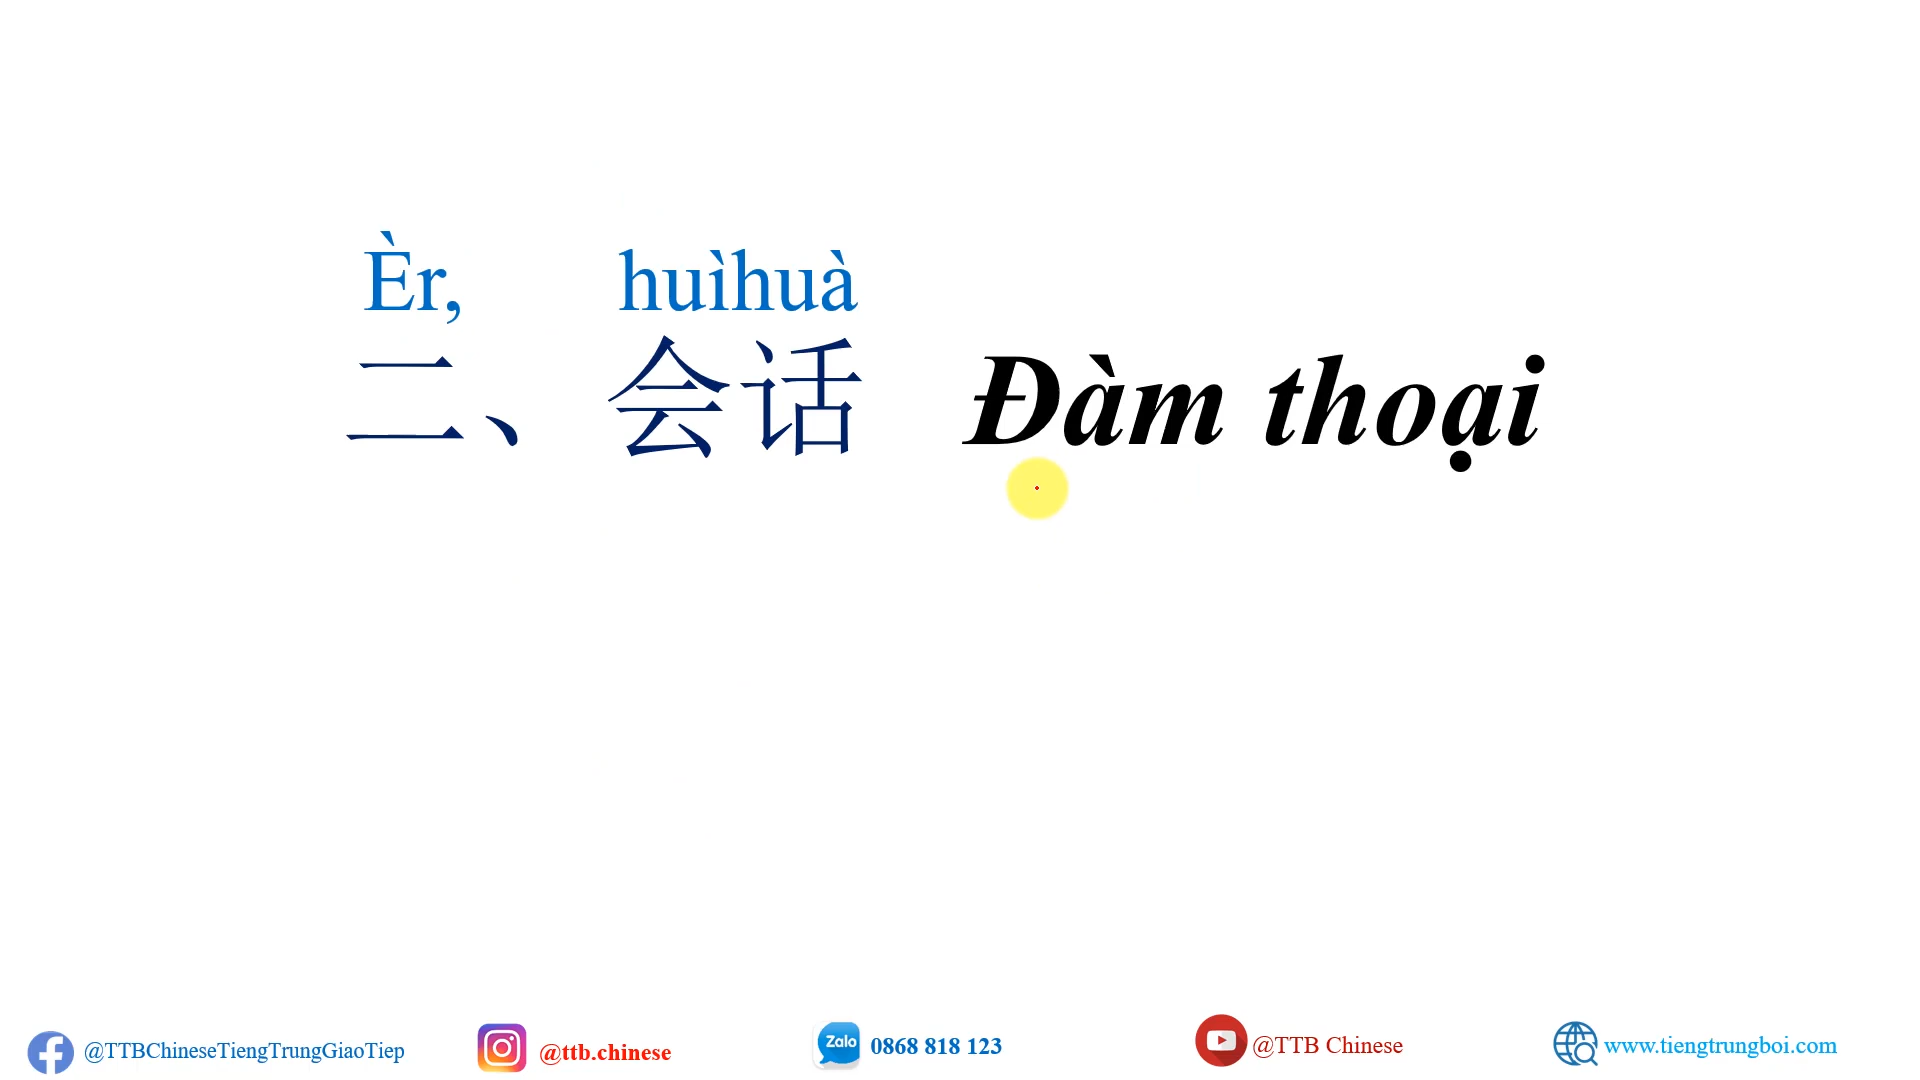 Èr, huìhuà
二、会话 Đàm thoại
@TTBChineseTiengTrungGiaoTiep @ttb.chinese Zalo 0868 818 123 @TTB Chinese www.tiengtrungboi.com